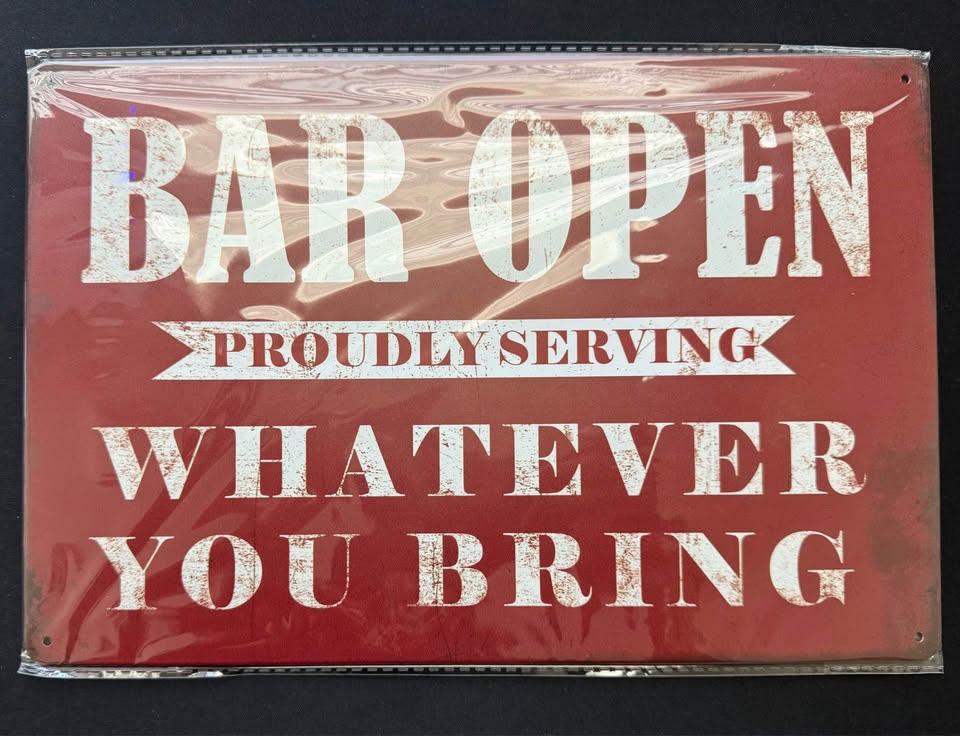 BAR OPEN
PROUDLY SERVING
WHATEVER
YOU BRING